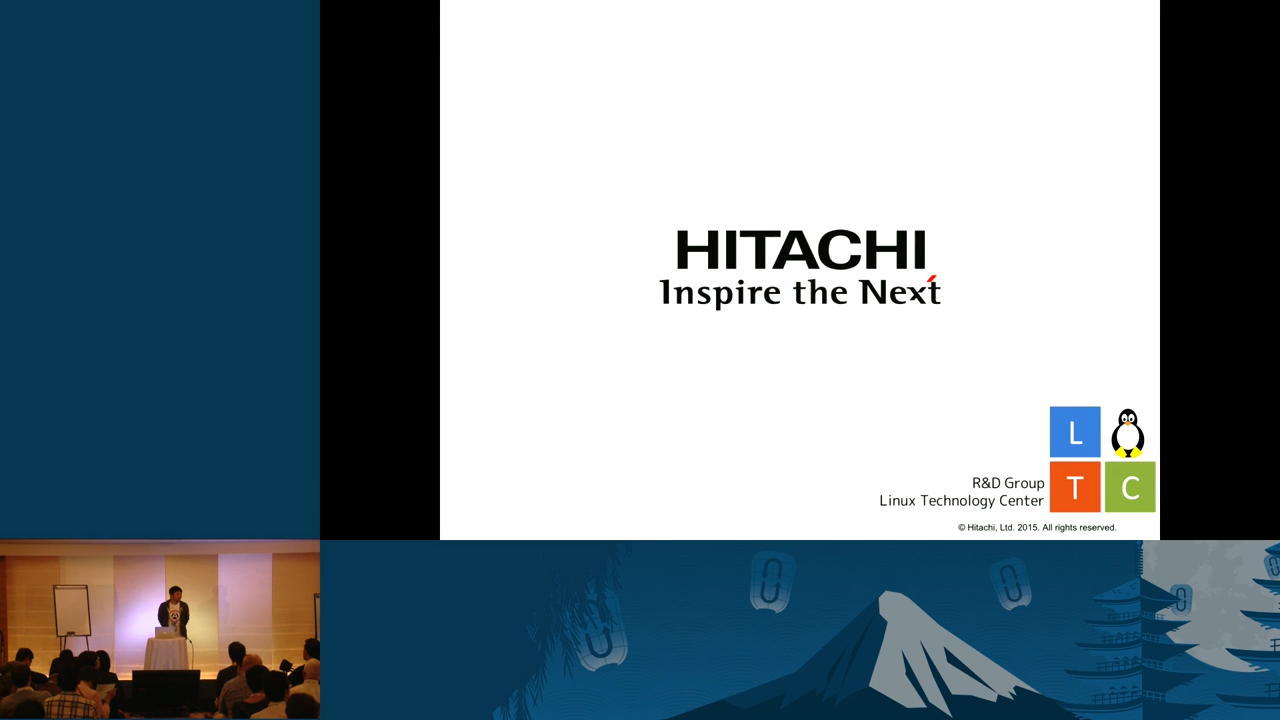 HITACHI
Inspire the Next
L
T C
R&D Group
Linux Technology Center
© Hitachi, Ltd. 2015. All rights reserved.